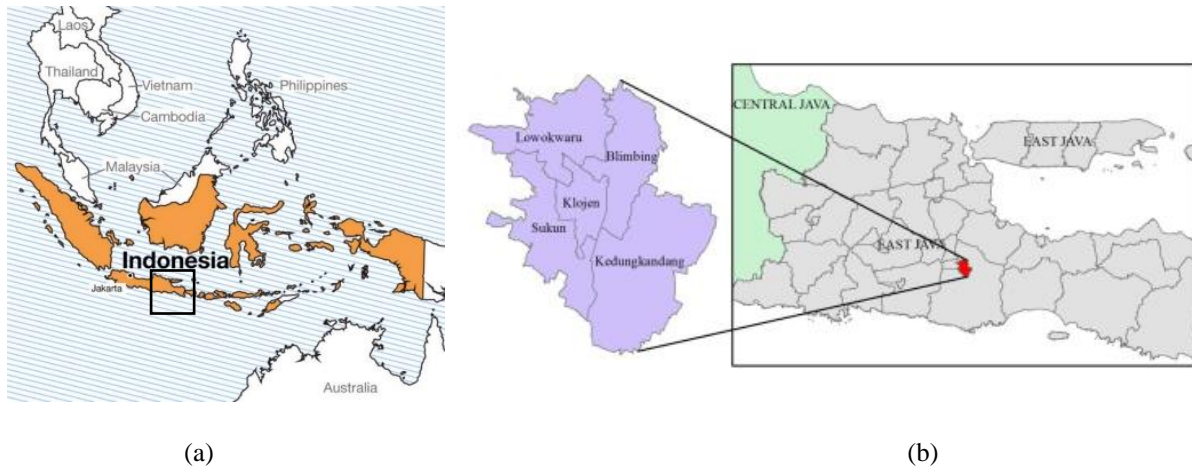 Laos
Thailand
Vietnam
Cambodia
Philippines
Malaysia
Indonesia
Jakarta
Australia
(a)
Lowokwaru
Blimbing
Klojen
Sukun
Kedungkandang
CENTRAL JAVA
EAST JAVA
EAST JAVA
(b)